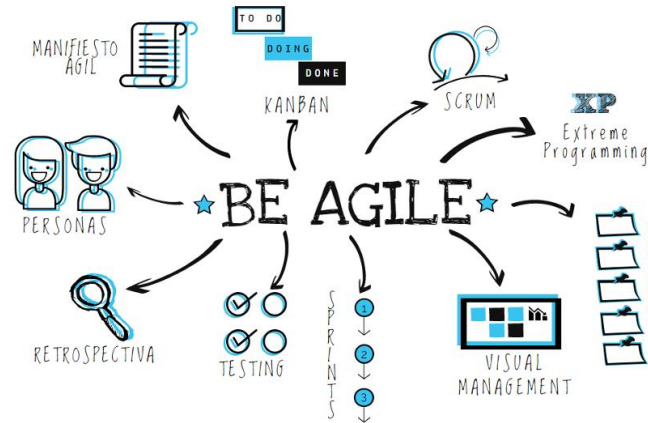 MANIFIESTO
ÁGIL
TO DO
DOING
DONE
KANBAN
SCRUM
XP
Extreme
Programming
PERSONAS
BE AGILE
RETROSPECTIVA
TESTING
SPRINTS
1
2
3
VISUAL
MANAGEMENT